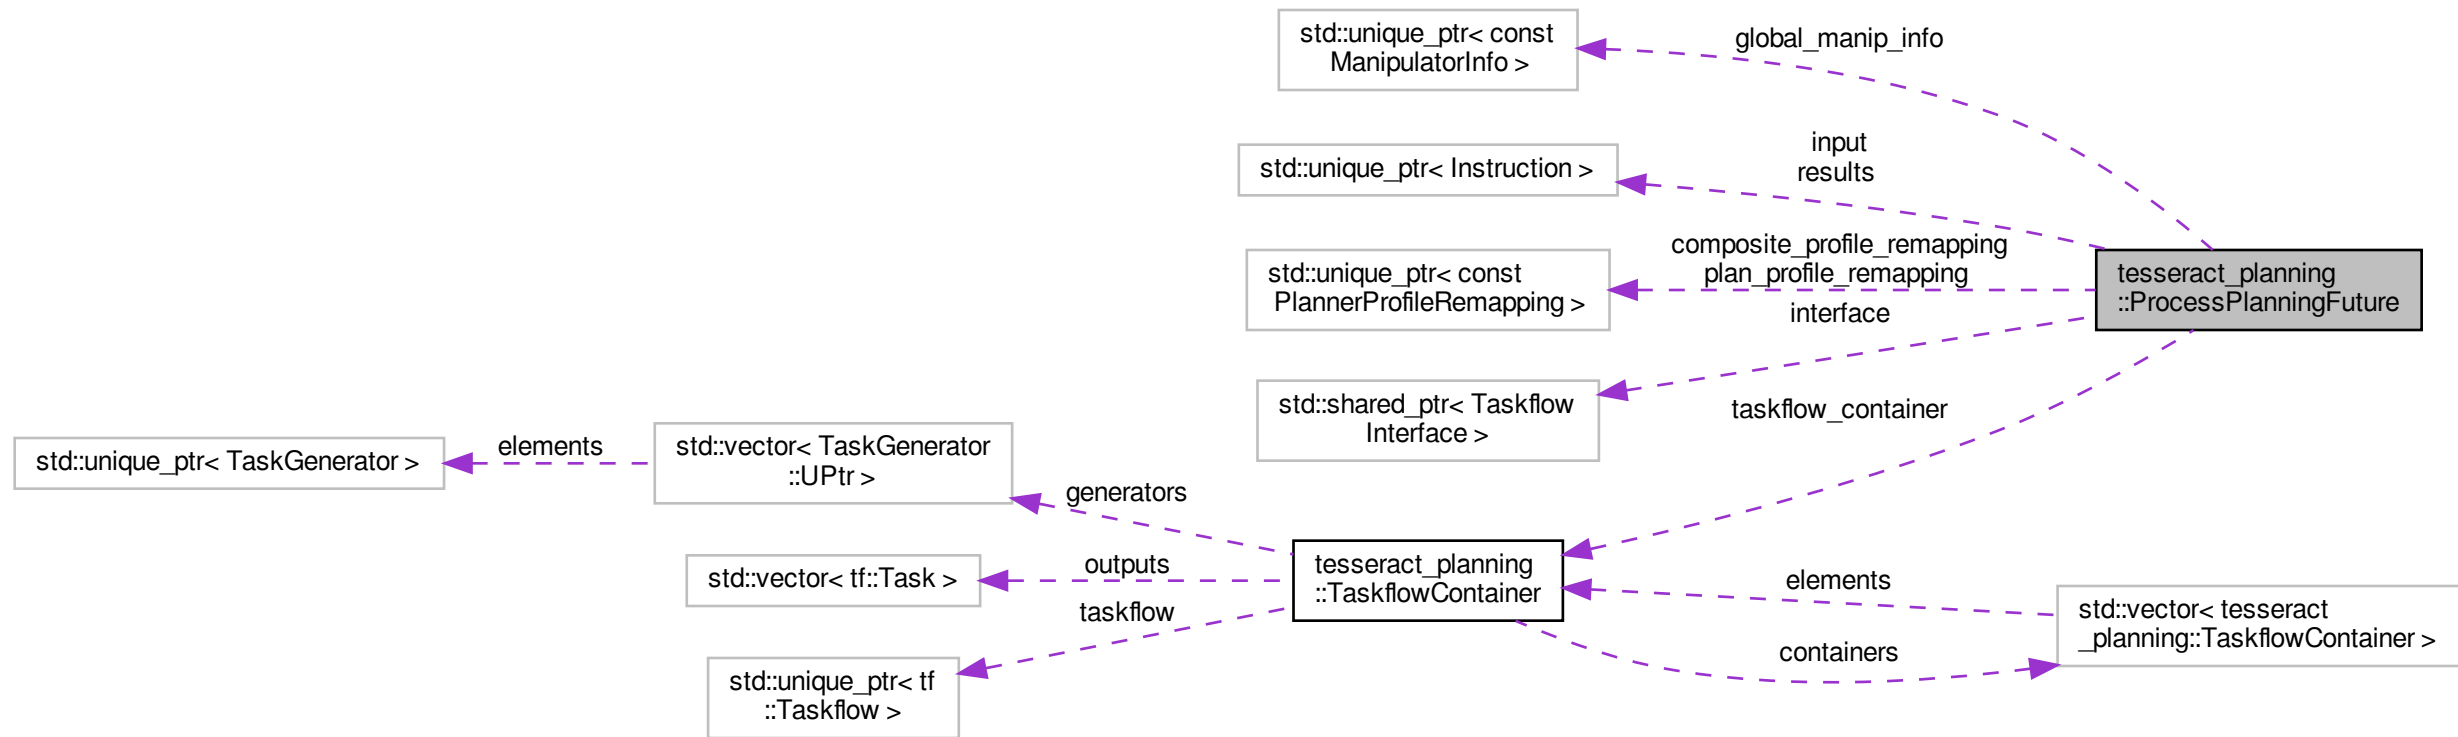 std::unique_ptr< const
ManipulatorInfo >
global_manip_info
input
results
std::unique_ptr< Instruction >
composite_profile_remapping
plan_profile_remapping
std::unique_ptr< const
PlannerProfileRemapping >
tesseract_planning
::ProcessPlanningFuture
interface
std::shared_ptr< Taskflow
Interface >
taskflow_container
std::unique_ptr< TaskGenerator >
elements
std::vector< TaskGenerator
::UPtr >
generators
std::vector< tf::Task >
outputs
tesseract_planning
::TaskflowContainer
elements
std::vector< tesseract
_planning::TaskflowContainer >
taskflow
containers
std::unique_ptr< tf
::Taskflow >